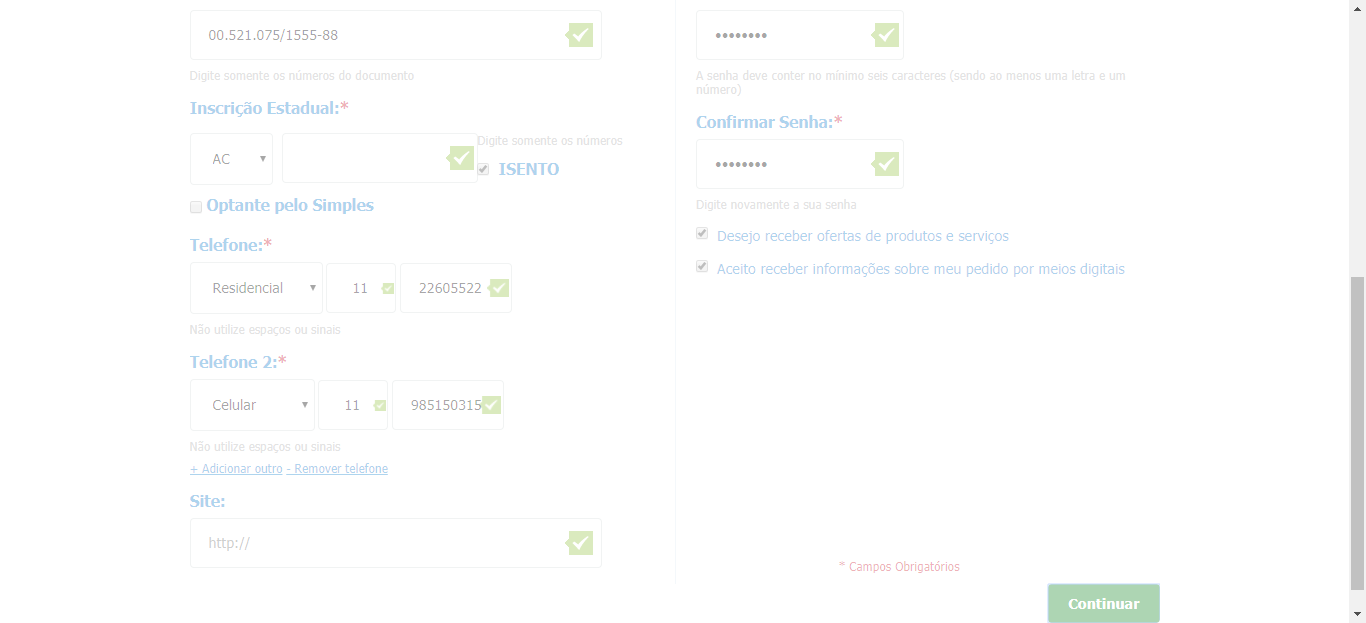 00.521.075/1555-88
Digite somente os números do documento
Inscrição Estadual:*
AC
Digite somente os números
ISENTO
Optante pelo Simples
Telefone:*
Residencial 11 22605522
Não utilize espaços ou sinais
Telefone 2:*
Celular 11 985150315
Não utilize espaços ou sinais
+ Adicionar outro - Remover telefone
Site:
http://
••••••••
A senha deve conter no mínimo seis caracteres (sendo ao menos uma letra e um
número)
Confirmar Senha:*
••••••••
Digite novamente a sua senha
Desejo receber ofertas de produtos e serviços
Aceito receber informações sobre meu pedido por meios digitais
* Campos Obrigatórios
Continuar